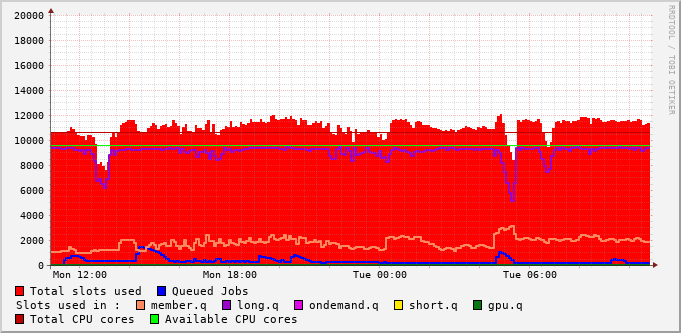 20000
18000
16000
14000
12000
10000
8000
6000
4000
2000
0
Mon 12:00 Mon 18:00 Tue 00:00 Tue 06:00
RRDTOOL / TOBI OETIKER
Total slots used Queued Jobs
Slots used in : member.q long.q ondemand.q short.q gpu.q
Total CPU cores Available CPU cores